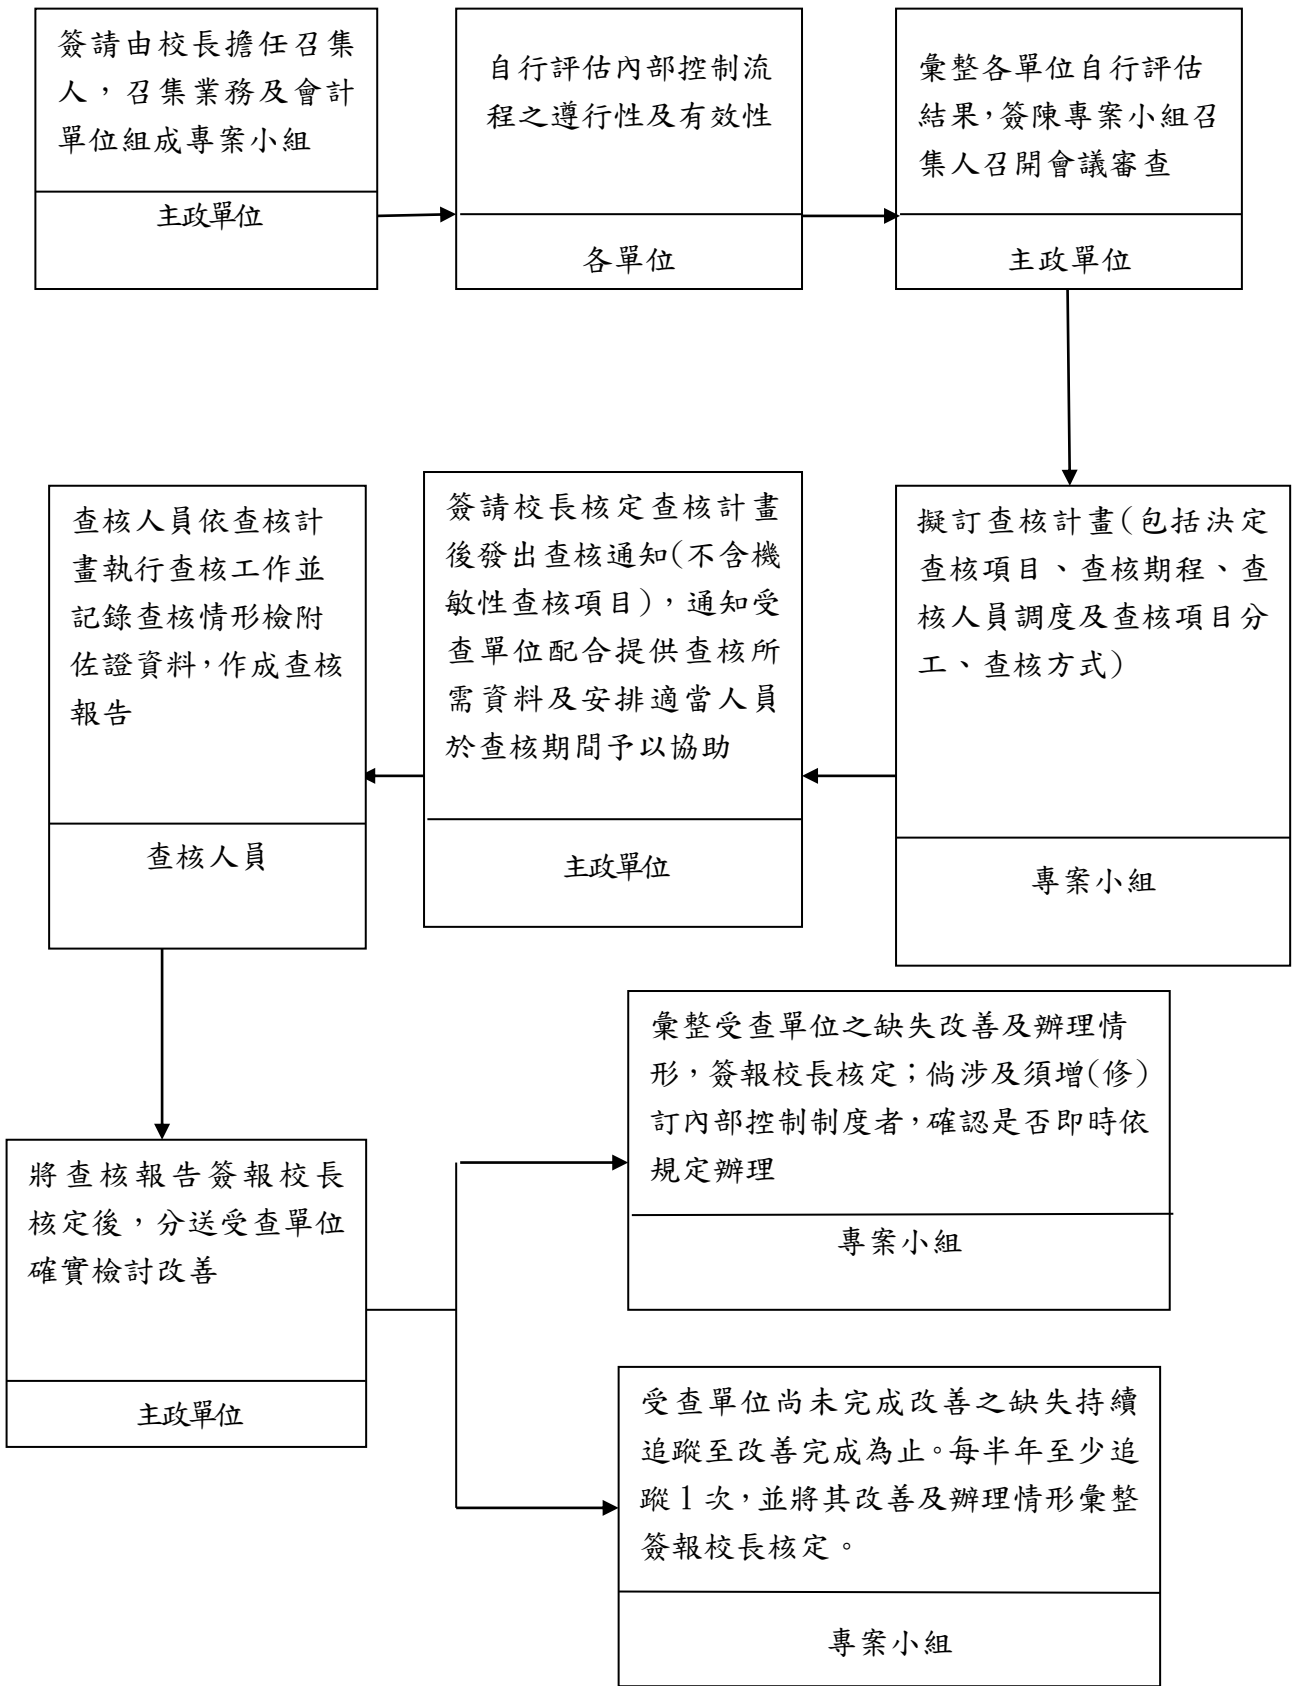 簽請由校長擔任召集
人，召集業務及會計
單位組成專案小組
主政單位
自行評估內部控制流
程之遵行性及有效性
各單位
彙整各單位自行評估
結果，簽陳專案小組召
集人召開會議審查
主政單位
擬訂查核計畫(包括決定
查核項目、查核期程、查
核人員調度及查核項目分
工、查核方式)
專案小組
簽請校長核定查核計畫
後發出查核通知(不含機
敏性查核項目)，通知受
查單位配合提供查核所
需資料及安排適當人員
於查核期間予以協助
主政單位
查核人員依查核計
畫執行查核工作並
記錄查核情形檢附
佐證資料，作成查核
報告
查核人員
將查核報告簽報校長
核定後，分送受查單位
確實檢討改善
主政單位
彙整受查單位之缺失改善及辦理情
形，簽報校長核定；倘涉及須增(修)
訂內部控制制度者，確認是否即時依
規定辦理
專案小組
受查單位尚未完成改善之缺失持續
追蹤至改善完成為止。每半年至少追
蹤1次，並將其改善及辦理情形彙整
簽報校長核定。
專案小組